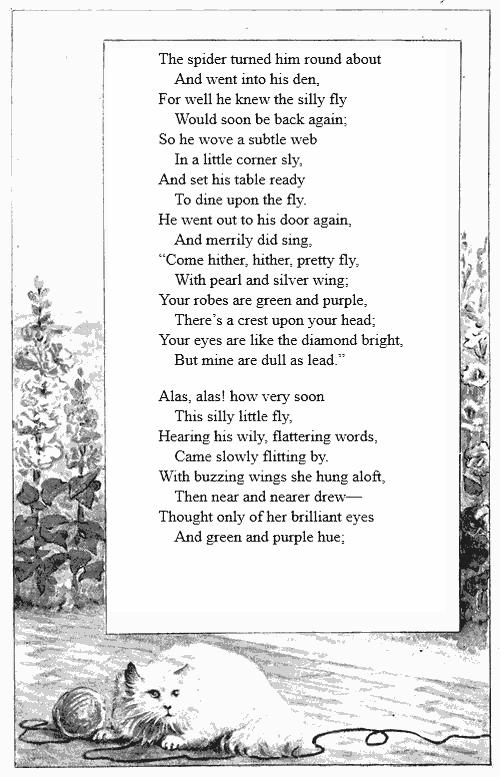 The spider turned him round about
And went into his den,
For well he knew the silly fly
Would soon be back again;
So he wove a subtle web
In a little corner sly,
And set his table ready
To dine upon the fly.
He went out to his door again,
And merrily did sing,
“Come hither, hither, pretty fly,
With pearl and silver wing;
Your robes are green and purple,
There’s a crest upon your head;
Your eyes are like the diamond bright,
But mine are dull as lead.”

Alas, alas! how very soon
This silly little fly,
Hearing his wily, flattering words,
Came slowly flitting by.
With buzzing wings she hung aloft,
Then near and nearer drew—
Thought only of her brilliant eyes
And green and purple hue;